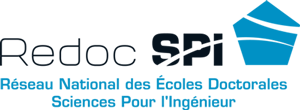 Redoc SPI
Réseau National des Écoles Doctorales
Sciences Pour l'Ingénieur